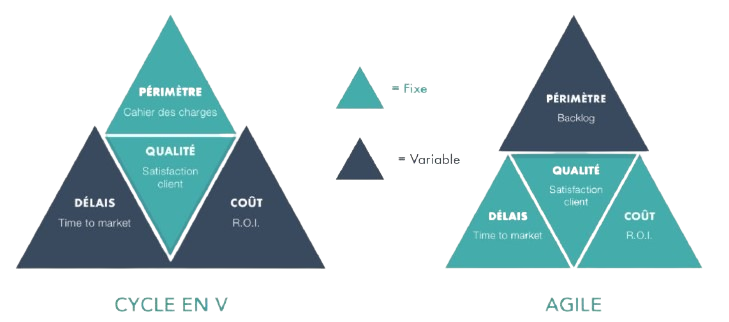 PÉRIMÈTRE
Cahier des charges
QUALITÉ
Satisfaction
client
DÉLAIS
Time to market
COÛT
R.O.I.
CYCLE EN V
= Fixe
= Variable
PÉRIMÈTRE
Backlog
QUALITÉ
Satisfaction
client
DÉLAIS
Time to market
COÛT
R.O.I.
AGILE